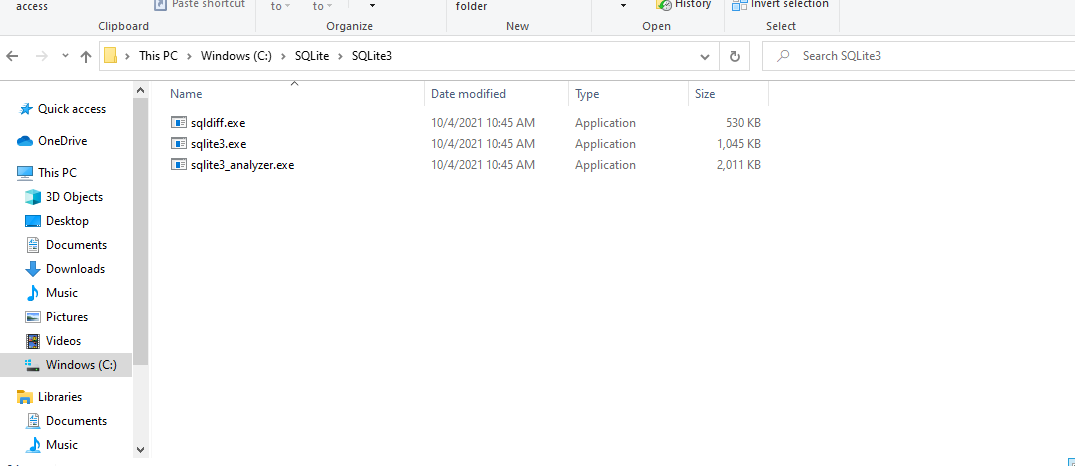 access
Paste shortcut
to
to
folder
History
Invert selection
Clipboard
Organize
New
Open
Select
This PC > Windows (C:) > SQLite > SQLite3
Search SQLite3
Name Date modified Type Size
sqldiff.exe 10/4/2021 10:45 AM Application 530 KB
sqlite3.exe 10/4/2021 10:45 AM Application 1,045 KB
sqlite3_analyzer.exe 10/4/2021 10:45 AM Application 2,011 KB
Quick access
OneDrive
This PC
3D Objects
Desktop
Documents
Downloads
Music
Pictures
Videos
Windows (C:)
Libraries
Documents
Music